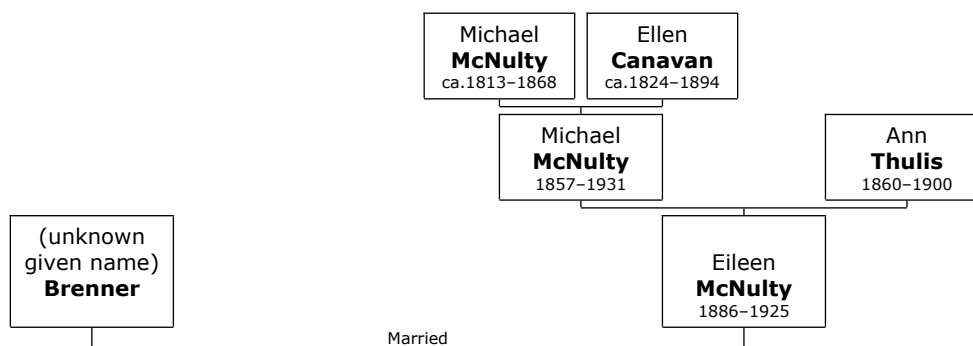 Michael
McNulty
ca.1813–1868
Ellen
Canavan
ca.1824–1894
Michael
McNulty
1857–1931
Ann
Thulis
1860–1900
(unknown
given name)
Brenner
Eileen
McNulty
1886–1925
Married